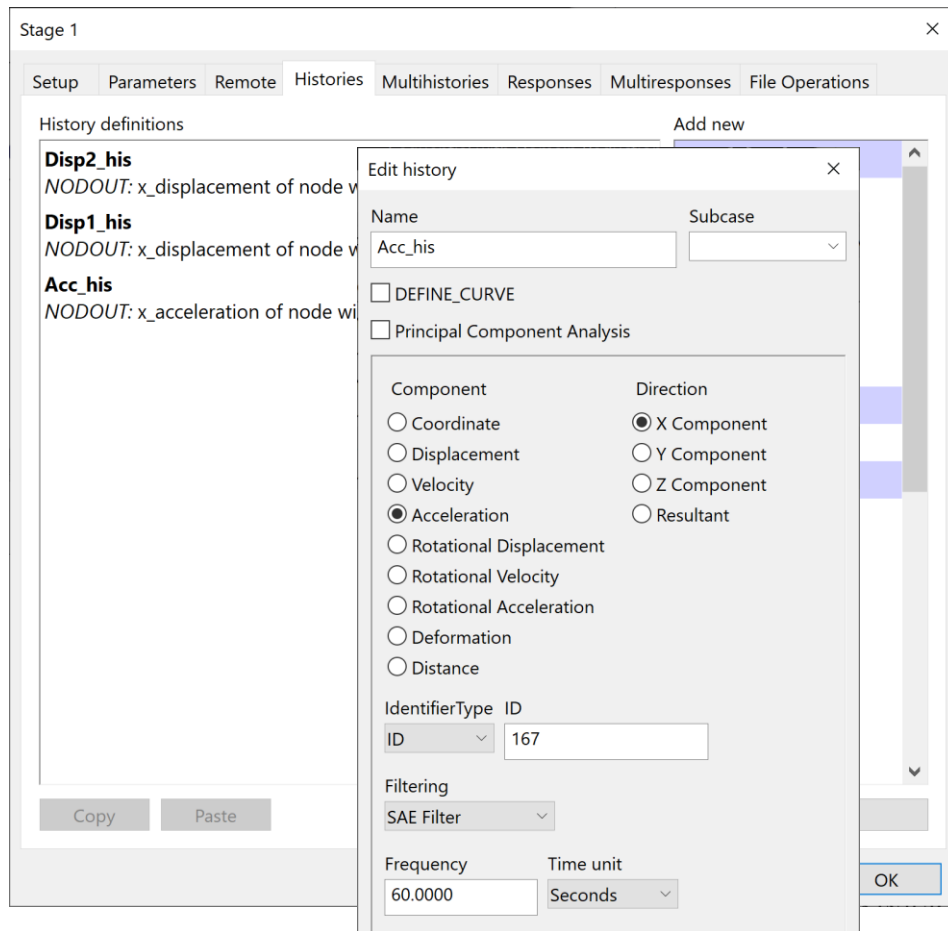 Stage 1
Setup Parameters Remote Histories Multihistories Responses Multiresponses File Operations
History definitions Add new
Disp2_his
NODOUT: x_displacement of node w
Disp1_his
NODOUT: x_displacement of node w
Acc_his
NODOUT: x_acceleration of node wi
Copy Paste
OK
Edit history
Name Subcase
Acc_his
DEFINE_CURVE
Principal Component Analysis
Component Direction
Coordinate X Component
Displacement Y Component
Velocity Z Component
Acceleration Resultant
Rotational Displacement
Rotational Velocity
Rotational Acceleration
Deformation
Distance
IdentifierType ID
ID 167
Filtering
SAE Filter
Frequency Time unit
60.0000 Seconds